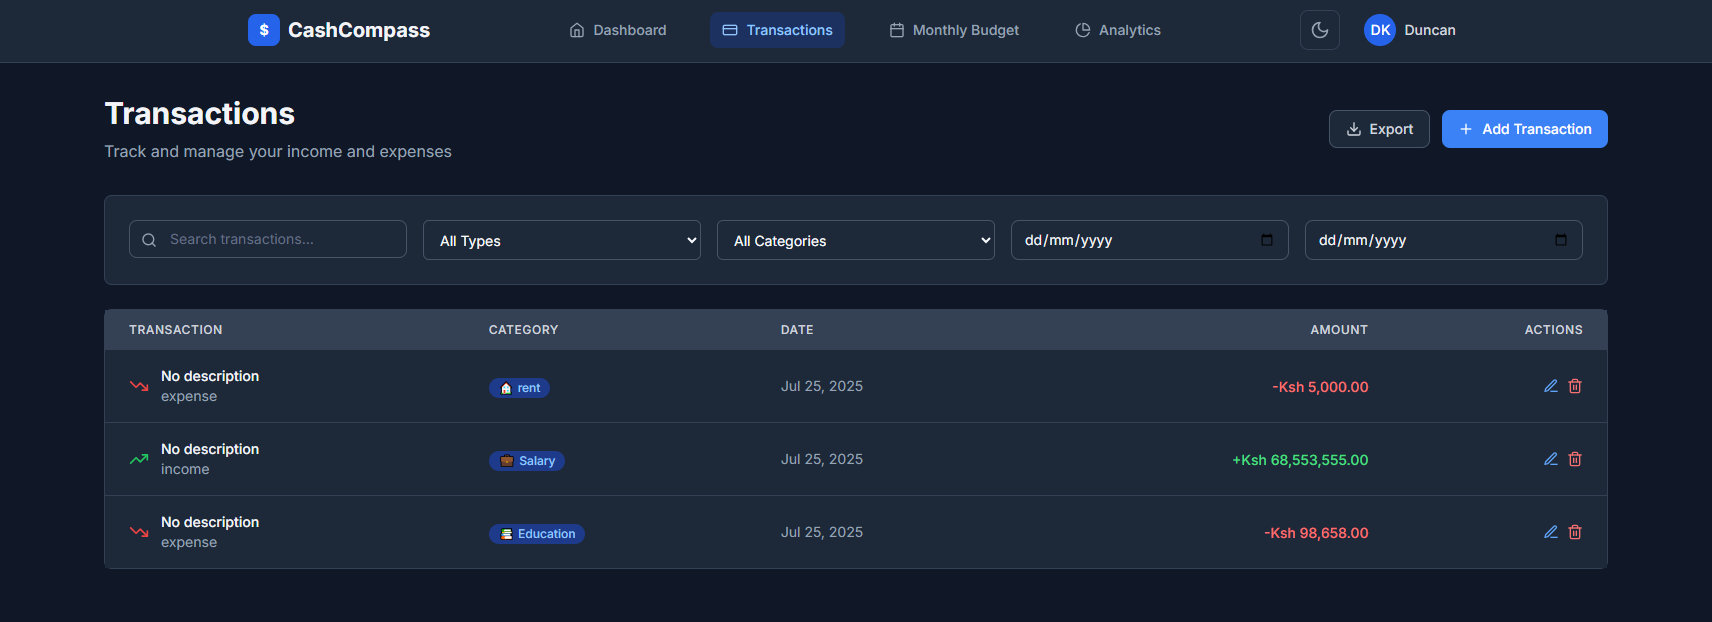 $ CashCompass Dashboard Transactions Monthly Budget Analytics DK Duncan
Transactions
Track and manage your income and expenses
Export Add Transaction
Search transactions... All Types All Categories dd/mm/yyyy dd/mm/yyyy
TRANSACTION CATEGORY DATE AMOUNT ACTIONS
No description
expense
rent Jul 25, 2025 -Ksh 5,000.00
No description
income
Salary Jul 25, 2025 +Ksh 68,553,555.00
No description
expense
Education Jul 25, 2025 -Ksh 98,658.00